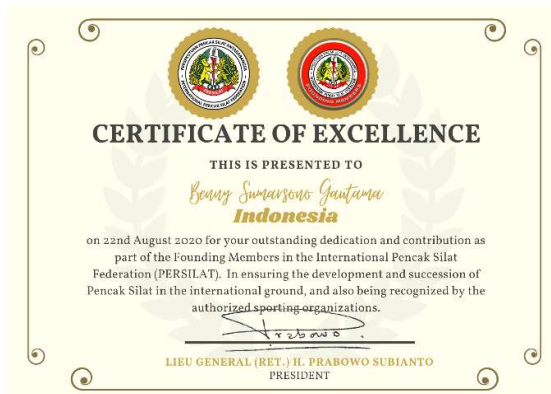 CERTIFICATE OF EXCELLENCE
THIS IS PRESENTED TO
Benny Sumarsono Gautama
Indonesia
on 22nd August 2020 for your outstanding dedication and contribution as
part of the Founding Members in the International Pencak Silat
Federation (PERSILAT). In ensuring the development and succession of
Pencak Silat in the international ground, and also being recognized by the
authorized sporting organizations.
Prabowo
LIEU GENERAL (RET.) H. PRABOWO SUBIANTO
PRESIDENT